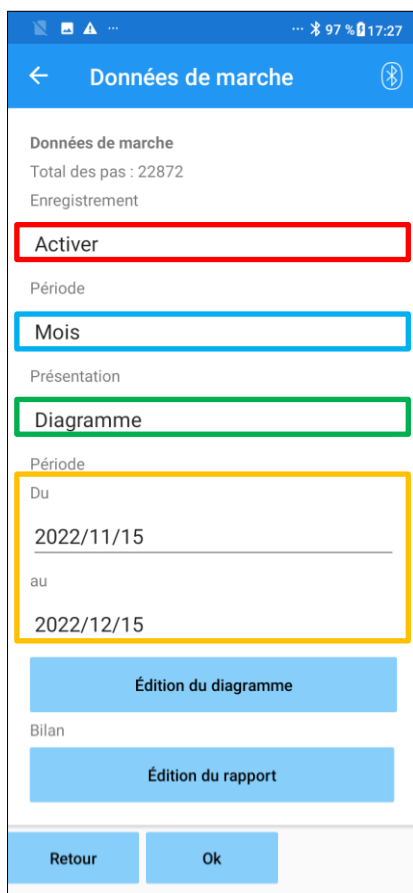 ··· 97 % 17:27
Données de marche
Données de marche
Total des pas : 22872
Enregistrement
Activer
Période
Mois
Présentation
Diagramme
Période
Du
2022/11/15
au
2022/12/15
Édition du diagramme
Bilan
Édition du rapport
Retour Ok